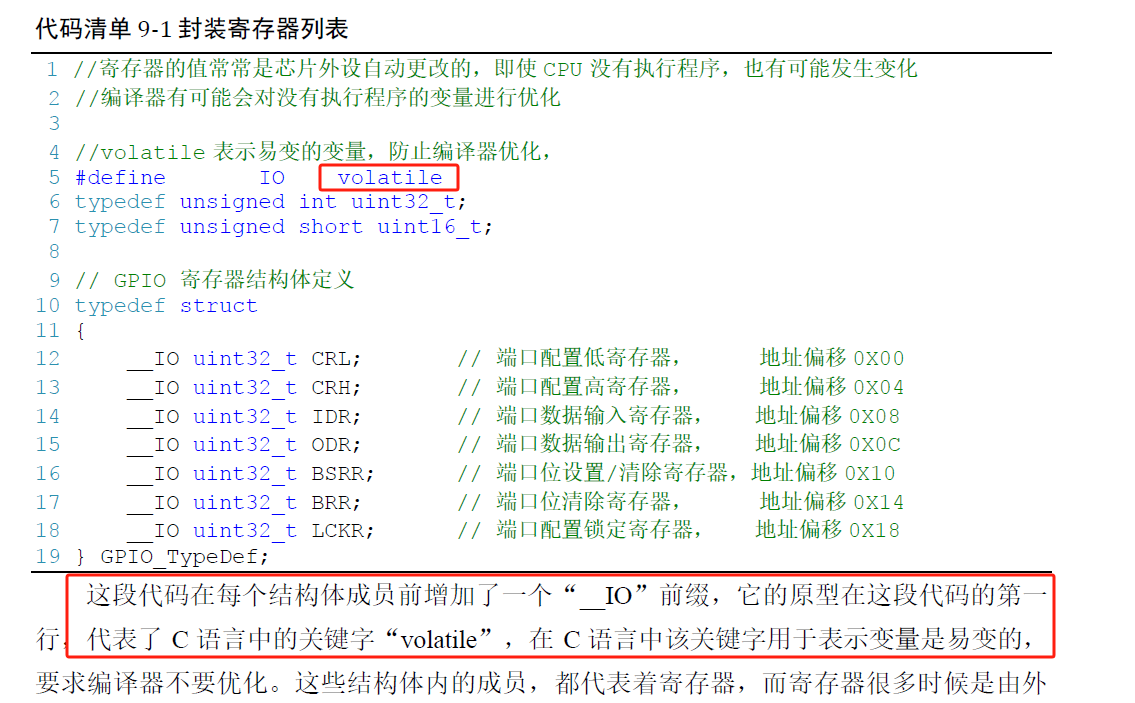 代码清单 9-1 封装寄存器列表
1 //寄存器的值常常是芯片外设自动更改的，即使 CPU 没有执行程序，也有可能发生变化
2 //编译器有可能会对没有执行程序的变量进行优化
3
4 //volatile 表示易变的变量，防止编译器优化，
5 #define IO volatile
6 typedef unsigned int uint32_t;
7 typedef unsigned short uint16_t;
8
9 // GPIO 寄存器结构体定义
10 typedef struct
11 {
12 __IO uint32_t CRL; // 端口配置低寄存器， 地址偏移 0X00
13 __IO uint32_t CRH; // 端口配置高寄存器， 地址偏移 0X04
14 __IO uint32_t IDR; // 端口数据输入寄存器， 地址偏移 0X08
15 __IO uint32_t ODR; // 端口数据输出寄存器， 地址偏移 0X0C
16 __IO uint32_t BSRR; // 端口位设置/清除寄存器，地址偏移 0X10
17 __IO uint32_t BRR; // 端口位清除寄存器， 地址偏移 0X14
18 __IO uint32_t LCKR; // 端口配置锁定寄存器， 地址偏移 0X18
19 } GPIO_TypeDef;
这段代码在每个结构体成员前增加了一个“__IO”前缀，它的原型在这段代码的第一
行，代表了 C 语言中的关键字“volatile”，在 C 语言中该关键字用于表示变量是易变的，
要求编译器不要优化。这些结构体内的成员，都代表着寄存器，而寄存器很多时候是由外